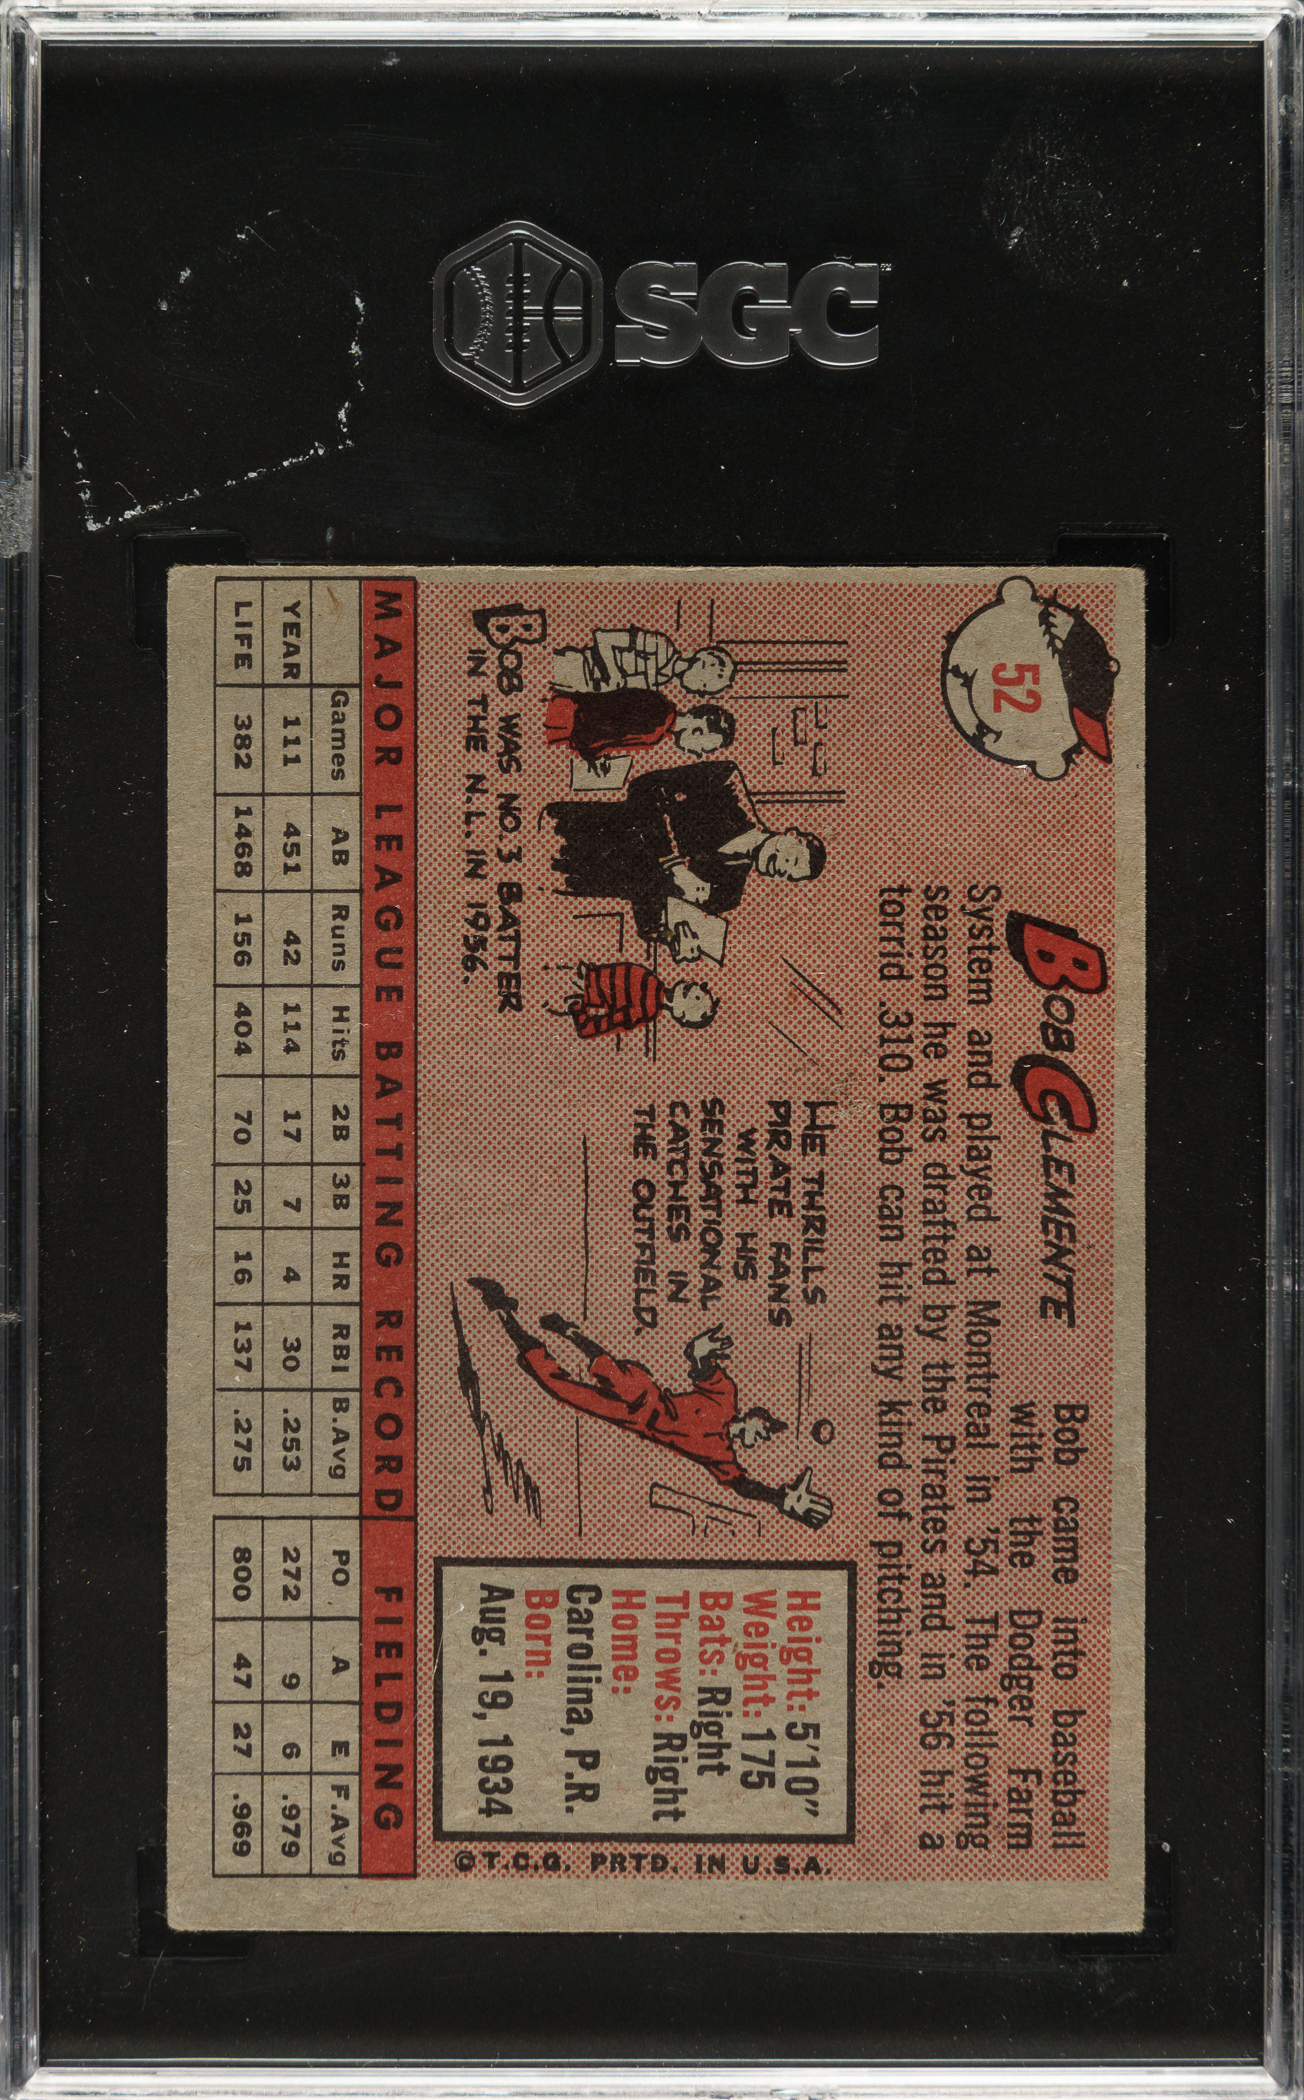 SGC
52
BOB CLEMENTE
Bob came into baseball
with the Dodger Farm
System and played at Montreal in '54. The following
season he was drafted by the Pirates and in '56 hit a
torrid .310. Bob can hit any kind of pitching.
BOB WAS NO. 3 BATTER
IN THE N.L. IN 1956.
HE THRILLS
PIRATE FANS
WITH HIS
SENSATIONAL
CATCHES IN
THE OUTFIELD.
Height: 5'10"
Weight: 175
Bats: Right
Throws: Right
Home:
Carolina, P.R.
Born:
Aug. 19, 1934
©T.C.G. PRTD. IN U.S.A.
MAJOR LEAGUE BATTING RECORD FIELDING
Games AB Runs Hits 2B 3B HR RBI B.Avg PO A E F.Avg
YEAR 111 451 42 114 17 7 4 30 .253 272 9 6 .979
LIFE 382 1468 156 404 70 25 16 137 .275 800 47 27 .969